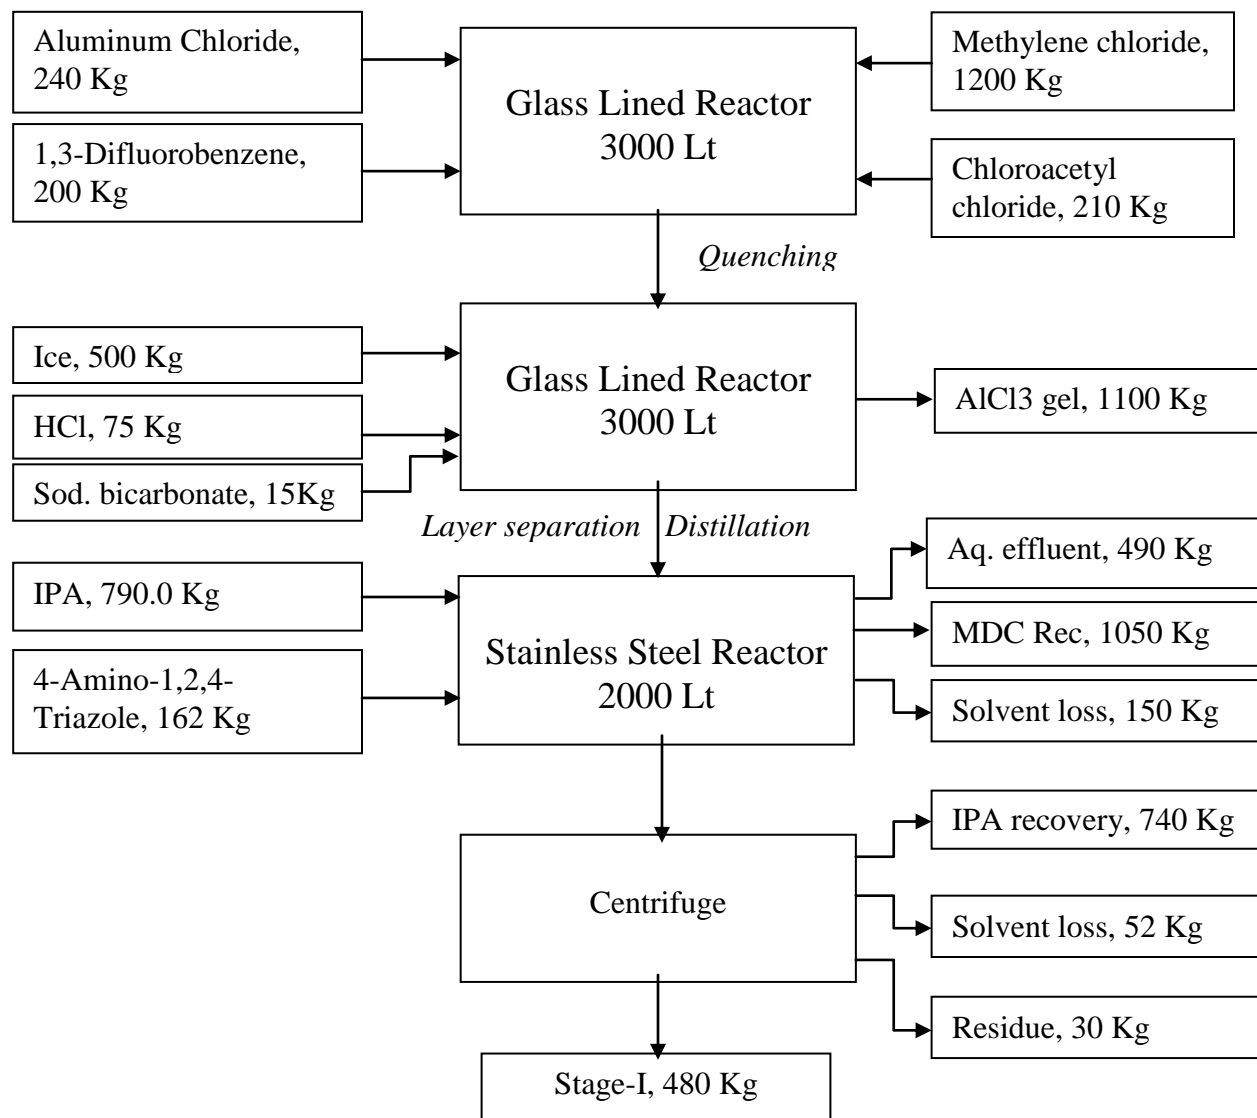 Aluminum Chloride,
240 Kg
Methylene chloride,
1200 Kg
Glass Lined Reactor
3000 Lt
1,3-Difluorobenzene,
200 Kg
Chloroacetyl
chloride, 210 Kg
Quenching
Ice, 500 Kg
Glass Lined Reactor
3000 Lt
AlCl3 gel, 1100 Kg
HCl, 75 Kg
Sod. bicarbonate, 15Kg
Layer separation
Distillation
Aq. effluent, 490 Kg
IPA, 790.0 Kg
MDC Rec, 1050 Kg
Stainless Steel Reactor
2000 Lt
4-Amino-1,2,4-
Triazole, 162 Kg
Solvent loss, 150 Kg
IPA recovery, 740 Kg
Centrifuge
Solvent loss, 52 Kg
Residue, 30 Kg
Stage-I, 480 Kg